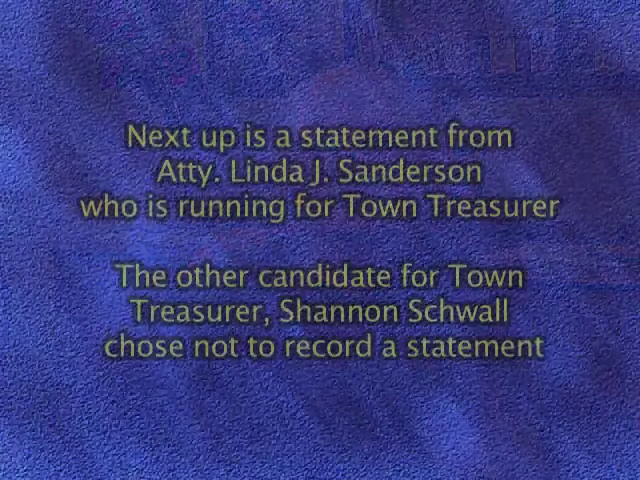 Next up is a statement from
Atty. Linda J. Sanderson
who is running for Town Treasurer
The other candidate for Town
Treasurer, Shannon Schwall
chose not to record a statement